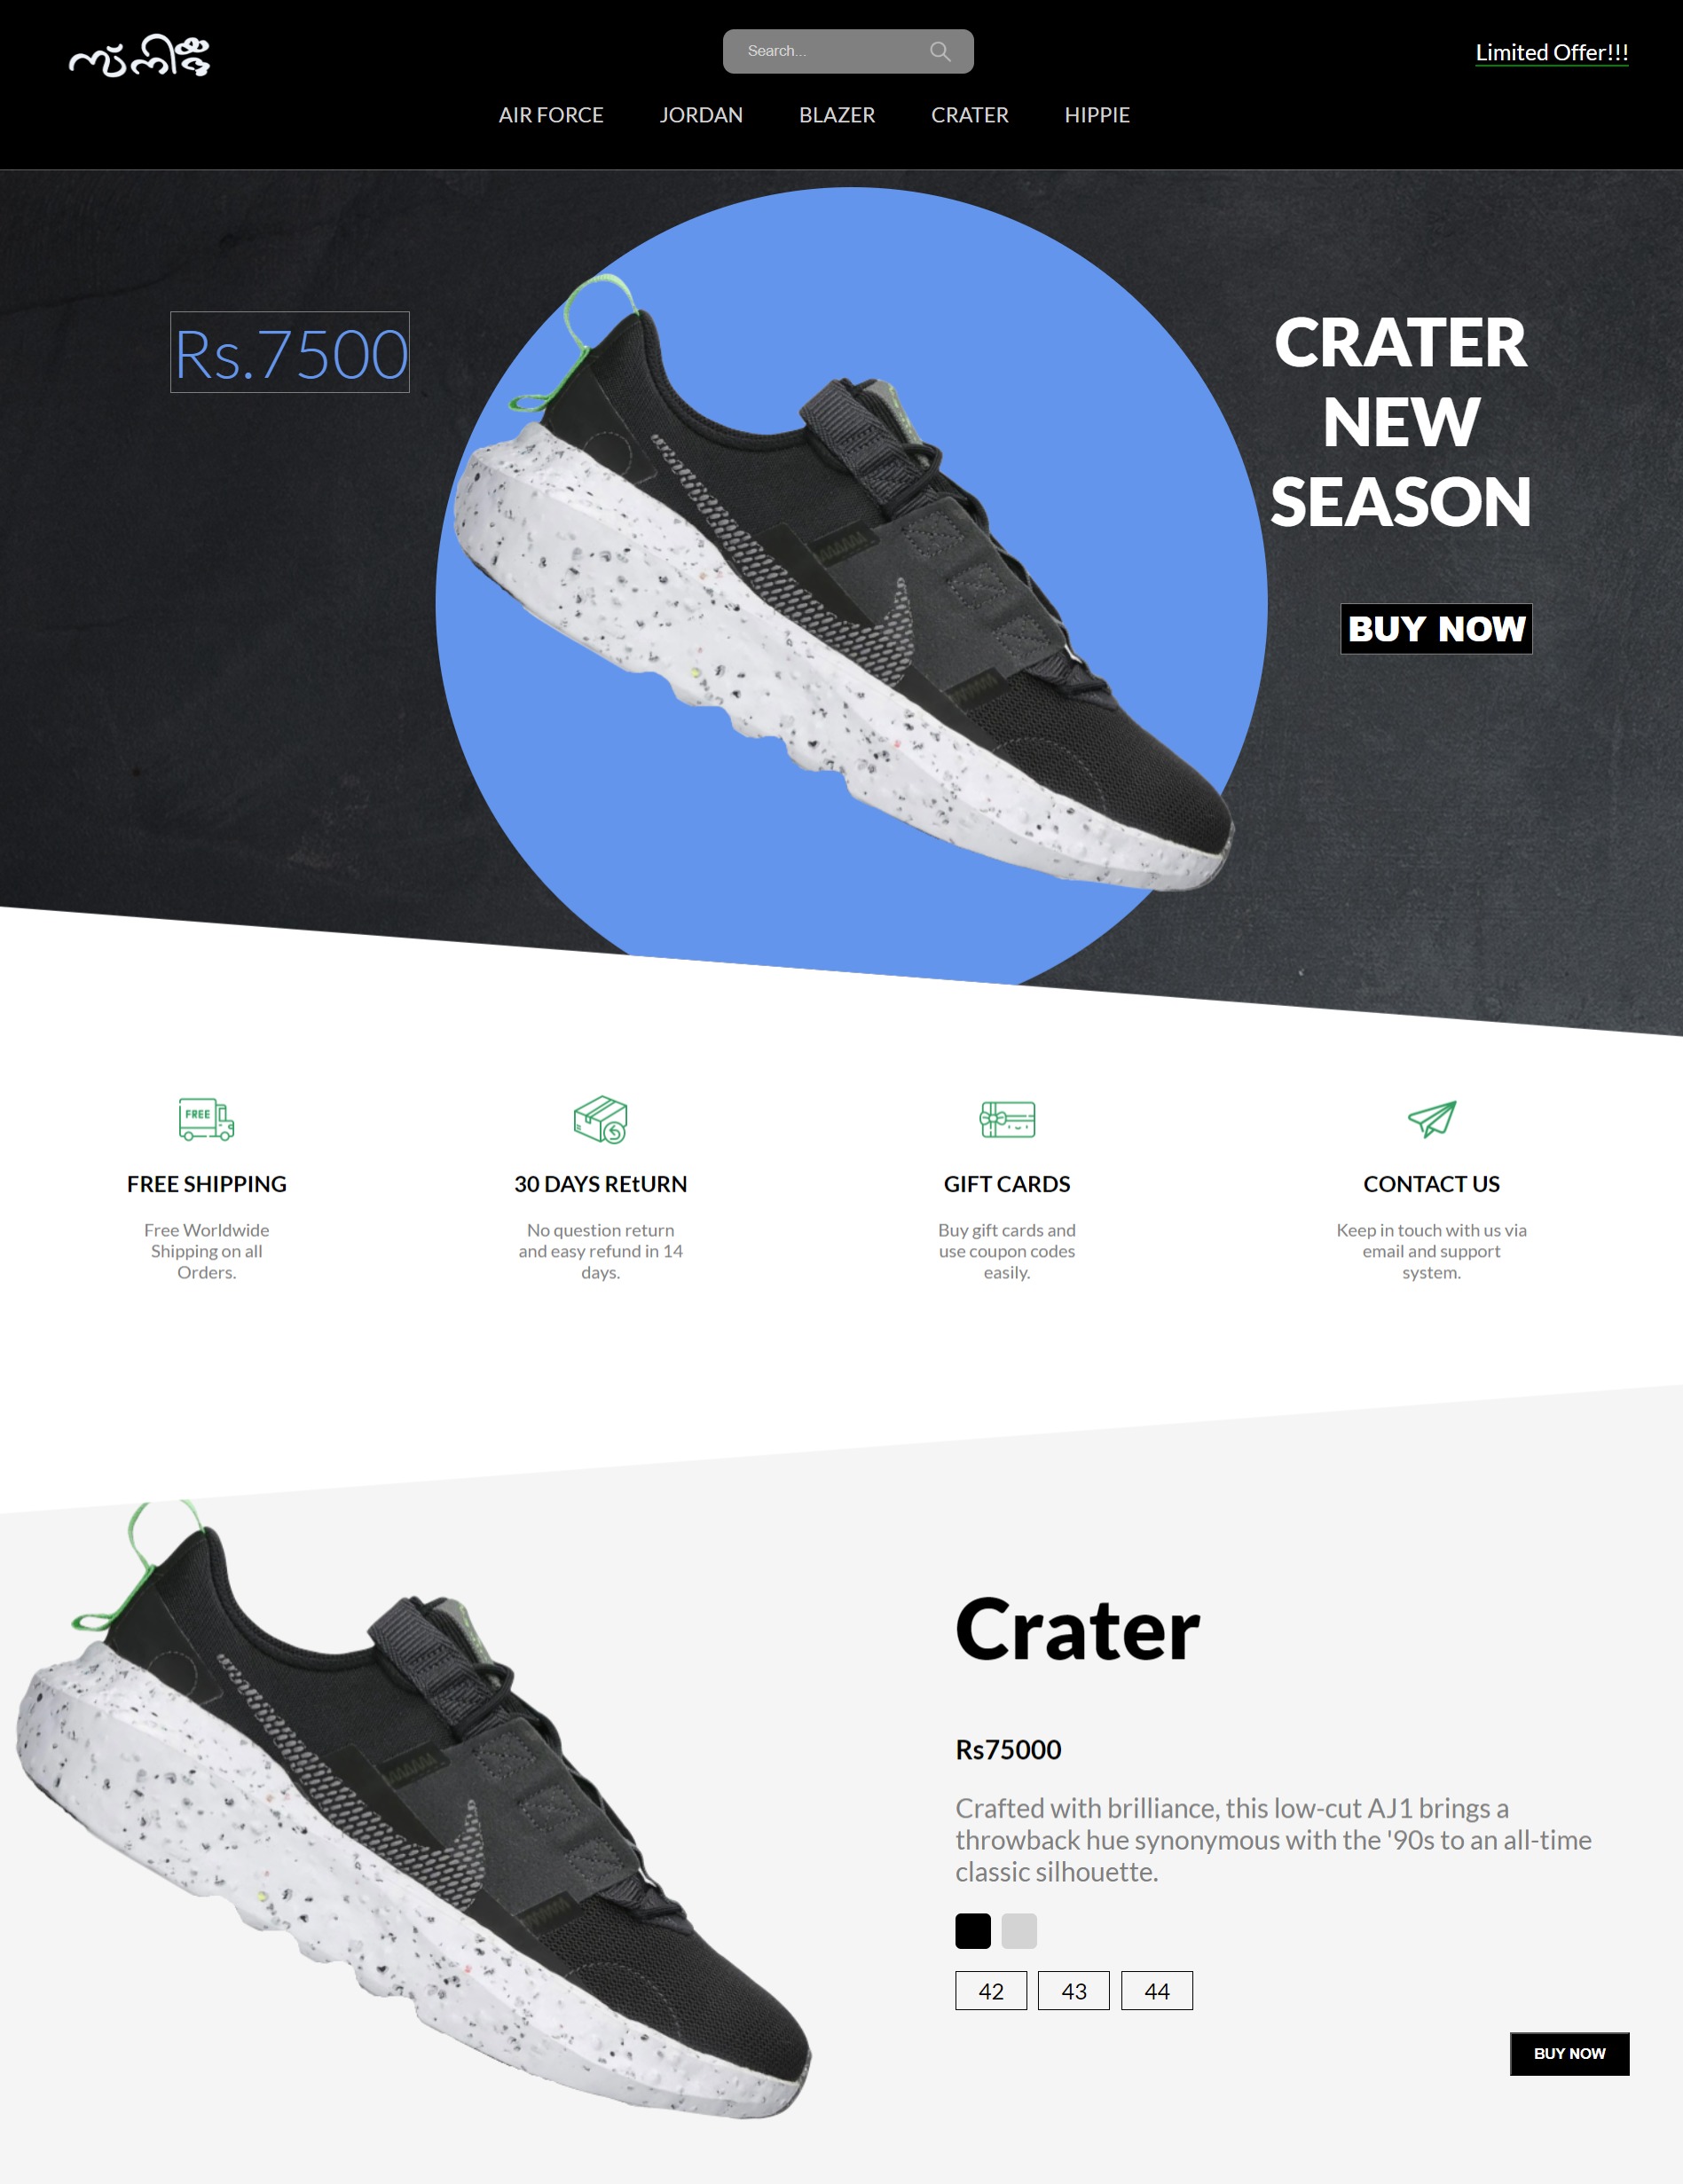 Search...
Limited Offer!!!
AIR FORCE JORDAN BLAZER CRATER HIPPIE
Rs.7500
CRATER
NEW
SEASON
BUY NOW
FREE
FREE SHIPPING
Free Worldwide
Shipping on all
Orders.
30 DAYS REtURN
No question return
and easy refund in 14
days.
GIFT CARDS
Buy gift cards and
use coupon codes
easily.
CONTACT US
Keep in touch with us via
email and support
system.
Crater
Rs75000
Crafted with brilliance, this low-cut AJ1 brings a
throwback hue synonymous with the '90s to an all-time
classic silhouette.
42 43 44
BUY NOW